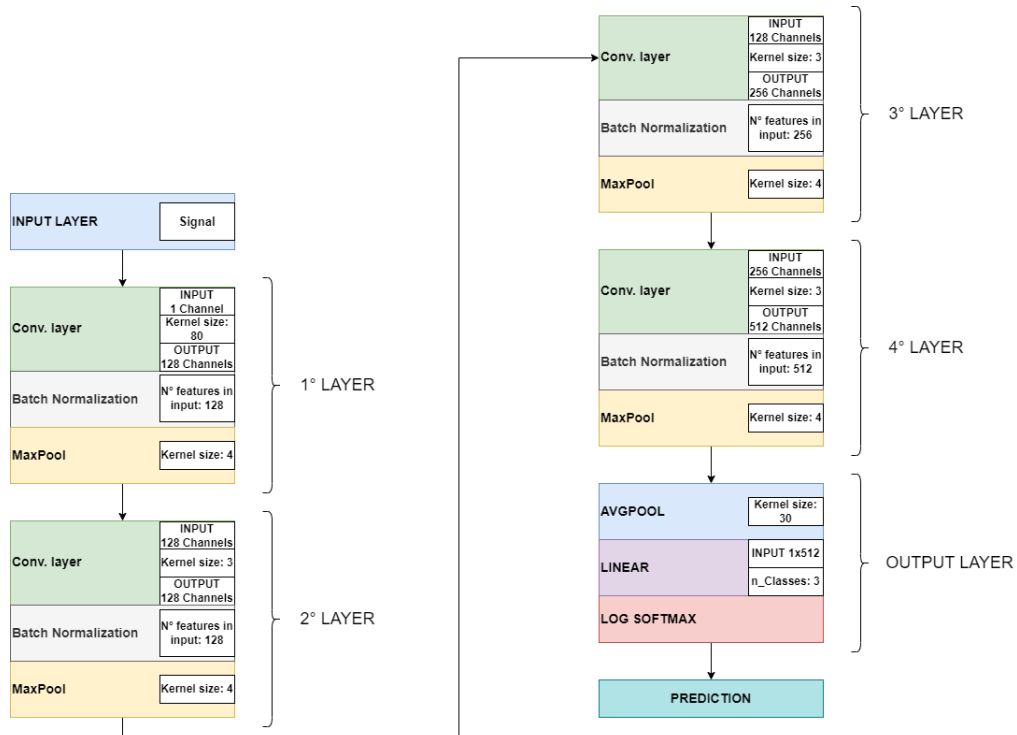 INPUT LAYER
Signal
Conv. layer
INPUT
1 Channel
Kernel size:
80
OUTPUT
128 Channels
Batch Normalization
N° features in
input: 128
MaxPool
Kernel size: 4
1° LAYER
Conv. layer
INPUT
128 Channels
Kernel size: 3
OUTPUT
128 Channels
Batch Normalization
N° features in
input: 128
MaxPool
Kernel size: 4
2° LAYER
Conv. layer
INPUT
128 Channels
Kernel size: 3
OUTPUT
256 Channels
Batch Normalization
N° features in
input: 256
MaxPool
Kernel size: 4
3° LAYER
Conv. layer
INPUT
256 Channels
Kernel size: 3
OUTPUT
512 Channels
Batch Normalization
N° features in
input: 512
MaxPool
Kernel size: 4
4° LAYER
AVGPOOL
Kernel size:
30
LINEAR
INPUT 1x512
n_Classes: 3
LOG SOFTMAX
OUTPUT LAYER
PREDICTION